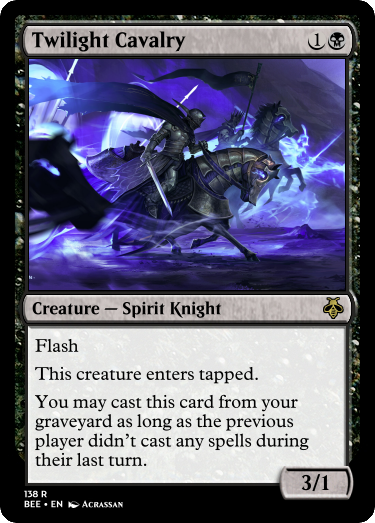 Twilight Cavalry 1
Creature — Spirit Knight
Flash
This creature enters tapped.
You may cast this card from your
graveyard as long as the previous
player didn't cast any spells during
their last turn.
3/1
138 R
BEE • EN Acrassan